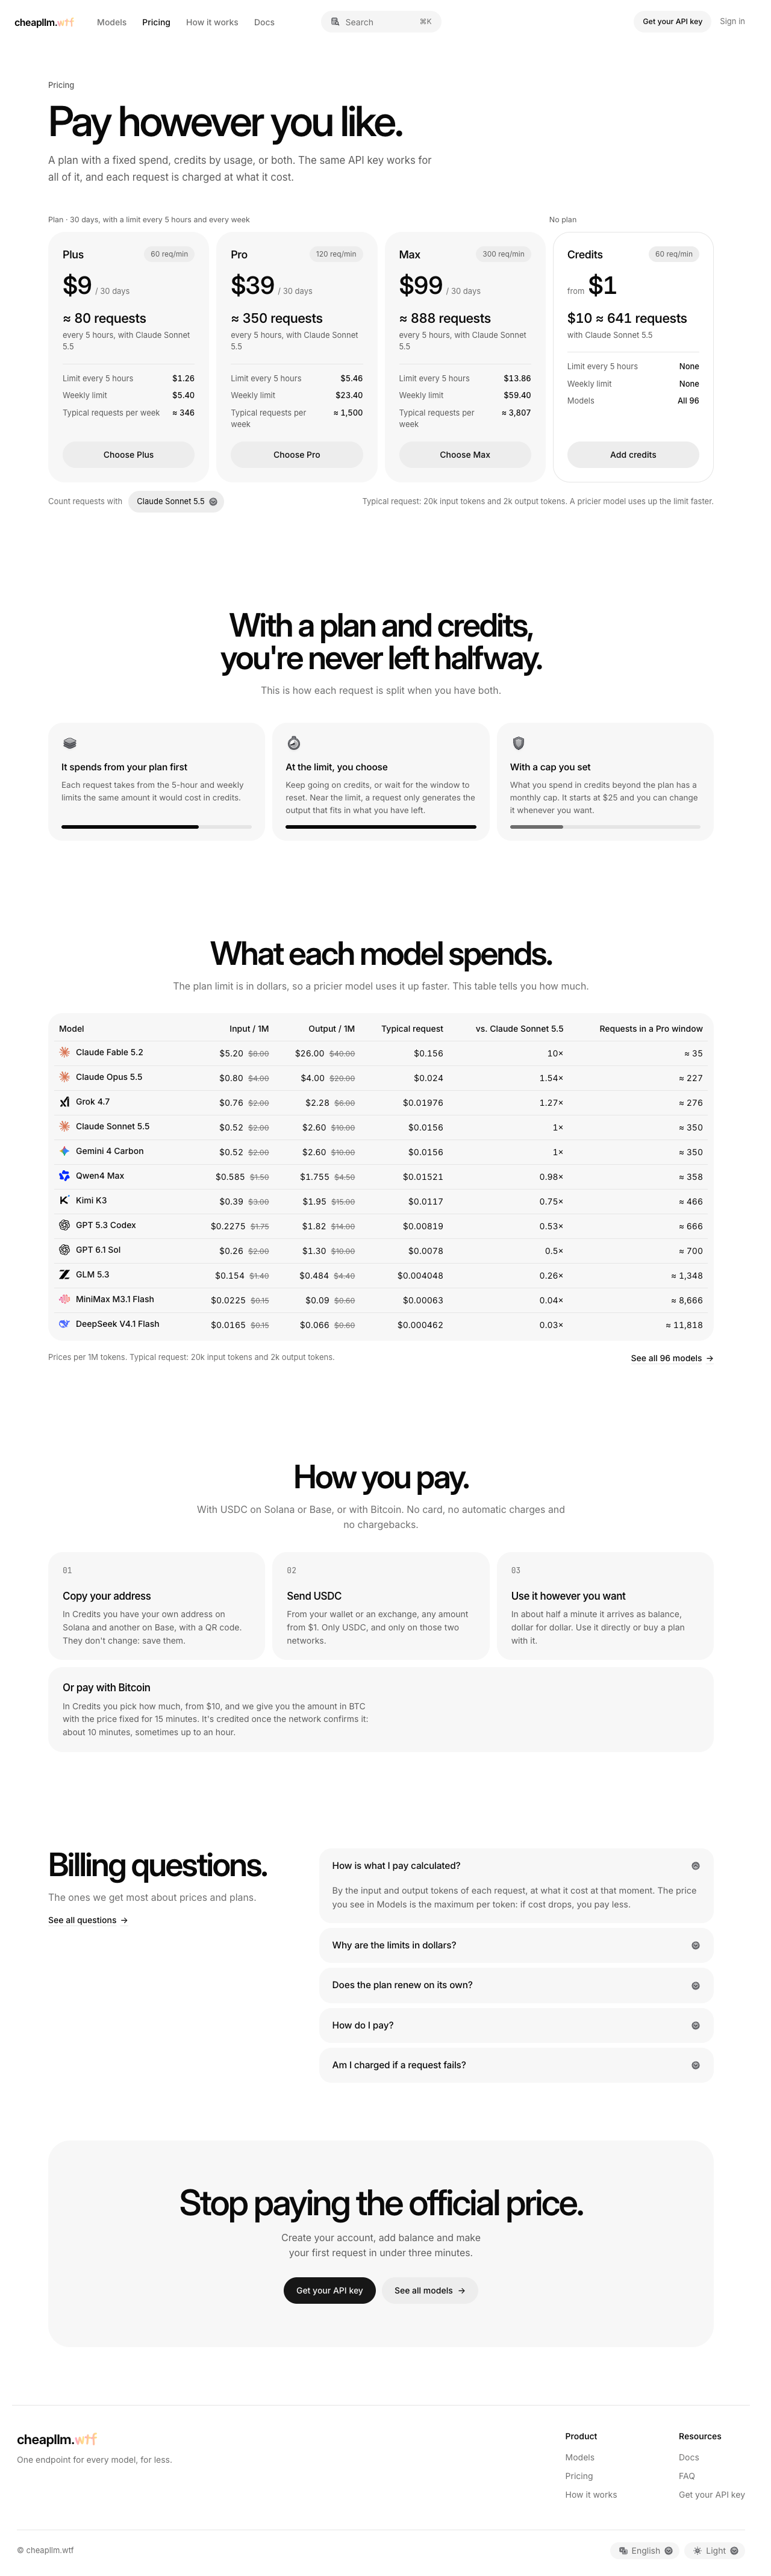 cheapllm.wtf
Models
Pricing
How it works
Docs
Search
⌘K
Get your API key
Sign in
Pricing
Pay however you like.
A plan with a fixed spend, credits by usage, or both. The same API key works for
all of it, and each request is charged at what it cost.
Plan · 30 days, with a limit every 5 hours and every week
No plan
Plus
60 req/min
$9 / 30 days
≈ 80 requests
every 5 hours, with Claude Sonnet
5.5
Limit every 5 hours $1.26
Weekly limit $5.40
Typical requests per week ≈ 346
Choose Plus
Pro
120 req/min
$39 / 30 days
≈ 350 requests
every 5 hours, with Claude Sonnet
5.5
Limit every 5 hours $5.46
Weekly limit $23.40
Typical requests per
week ≈ 1,500
Choose Pro
Max
300 req/min
$99 / 30 days
≈ 888 requests
every 5 hours, with Claude Sonnet
5.5
Limit every 5 hours $13.86
Weekly limit $59.40
Typical requests per
week ≈ 3,807
Choose Max
Credits
60 req/min
from $1
$10 ≈ 641 requests
with Claude Sonnet 5.5
Limit every 5 hours None
Weekly limit None
Models All 96
Add credits
Count requests with Claude Sonnet 5.5
Typical request: 20k input tokens and 2k output tokens. A pricier model uses up the limit faster.
With a plan and credits,
you're never left halfway.
This is how each request is split when you have both.
It spends from your plan first
Each request takes from the 5-hour and weekly
limits the same amount it would cost in credits.
At the limit, you choose
Keep going on credits, or wait for the window to
reset. Near the limit, a request only generates the
output that fits in what you have left.
With a cap you set
What you spend in credits beyond the plan has a
monthly cap. It starts at $25 and you can change
it whenever you want.
What each model spends.
The plan limit is in dollars, so a pricier model uses it up faster. This table tells you how much.
Model Input / 1M Output / 1M Typical request vs. Claude Sonnet 5.5 Requests in a Pro window
Claude Fable 5.2 $5.20 $8.00 $26.00 $40.00 $0.156 10× ≈ 35
Claude Opus 5.5 $0.80 $4.00 $4.00 $20.00 $0.024 1.54× ≈ 227
Grok 4.7 $0.76 $2.00 $2.28 $6.00 $0.01976 1.27× ≈ 276
Claude Sonnet 5.5 $0.52 $2.00 $2.60 $10.00 $0.0156 1× ≈ 350
Gemini 4 Carbon $0.52 $2.00 $2.60 $10.00 $0.0156 1× ≈ 350
Qwen4 Max $0.585 $1.50 $1.755 $4.50 $0.01521 0.98× ≈ 358
Kimi K3 $0.39 $3.00 $1.95 $15.00 $0.0117 0.75× ≈ 466
GPT 5.3 Codex $0.2275 $1.75 $1.82 $14.00 $0.00819 0.53× ≈ 666
GPT 6.1 Sol $0.26 $2.00 $1.30 $10.00 $0.0078 0.5× ≈ 700
GLM 5.3 $0.154 $1.40 $0.484 $4.40 $0.004048 0.26× ≈ 1,348
MiniMax M3.1 Flash $0.0225 $0.15 $0.09 $0.60 $0.00063 0.04× ≈ 8,666
DeepSeek V4.1 Flash $0.0165 $0.15 $0.066 $0.60 $0.000462 0.03× ≈ 11,818
Prices per 1M tokens. Typical request: 20k input tokens and 2k output tokens.
See all 96 models →
How you pay.
With USDC on Solana or Base, or with Bitcoin. No card, no automatic charges and
no chargebacks.
01
Copy your address
In Credits you have your own address on
Solana and another on Base, with a QR code.
They don't change: save them.
02
Send USDC
From your wallet or an exchange, any amount
from $1. Only USDC, and only on those two
networks.
03
Use it however you want
In about half a minute it arrives as balance,
dollar for dollar. Use it directly or buy a plan
with it.
Or pay with Bitcoin
In Credits you pick how much, from $10, and we give you the amount in BTC
with the price fixed for 15 minutes. It's credited once the network confirms it:
about 10 minutes, sometimes up to an hour.
Billing questions.
The ones we get most about prices and plans.
See all questions →
How is what I pay calculated?
By the input and output tokens of each request, at what it cost at that moment. The price
you see in Models is the maximum per token: if cost drops, you pay less.
Why are the limits in dollars?
Does the plan renew on its own?
How do I pay?
Am I charged if a request fails?
Stop paying the official price.
Create your account, add balance and make
your first request in under three minutes.
Get your API key
See all models →
cheapllm.wtf
One endpoint for every model, for less.
Product
Models
Pricing
How it works
Resources
Docs
FAQ
Get your API key
© cheapllm.wtf
English
Light